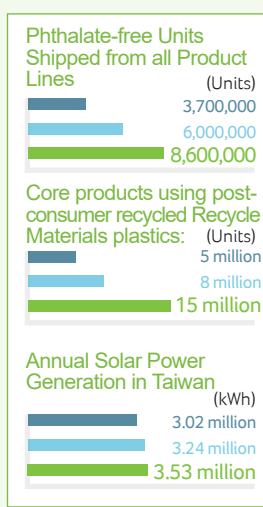 Phthalate-free Units
Shipped from all Product
Lines (Units)
3,700,000
6,000,000
8,600,000
Core products using post-
consumer recycled Recycle
Materials plastics: (Units)
5 million
8 million
15 million
Annual Solar Power
Generation in Taiwan
(kWh)
3.02 million
3.24 million
3.53 million